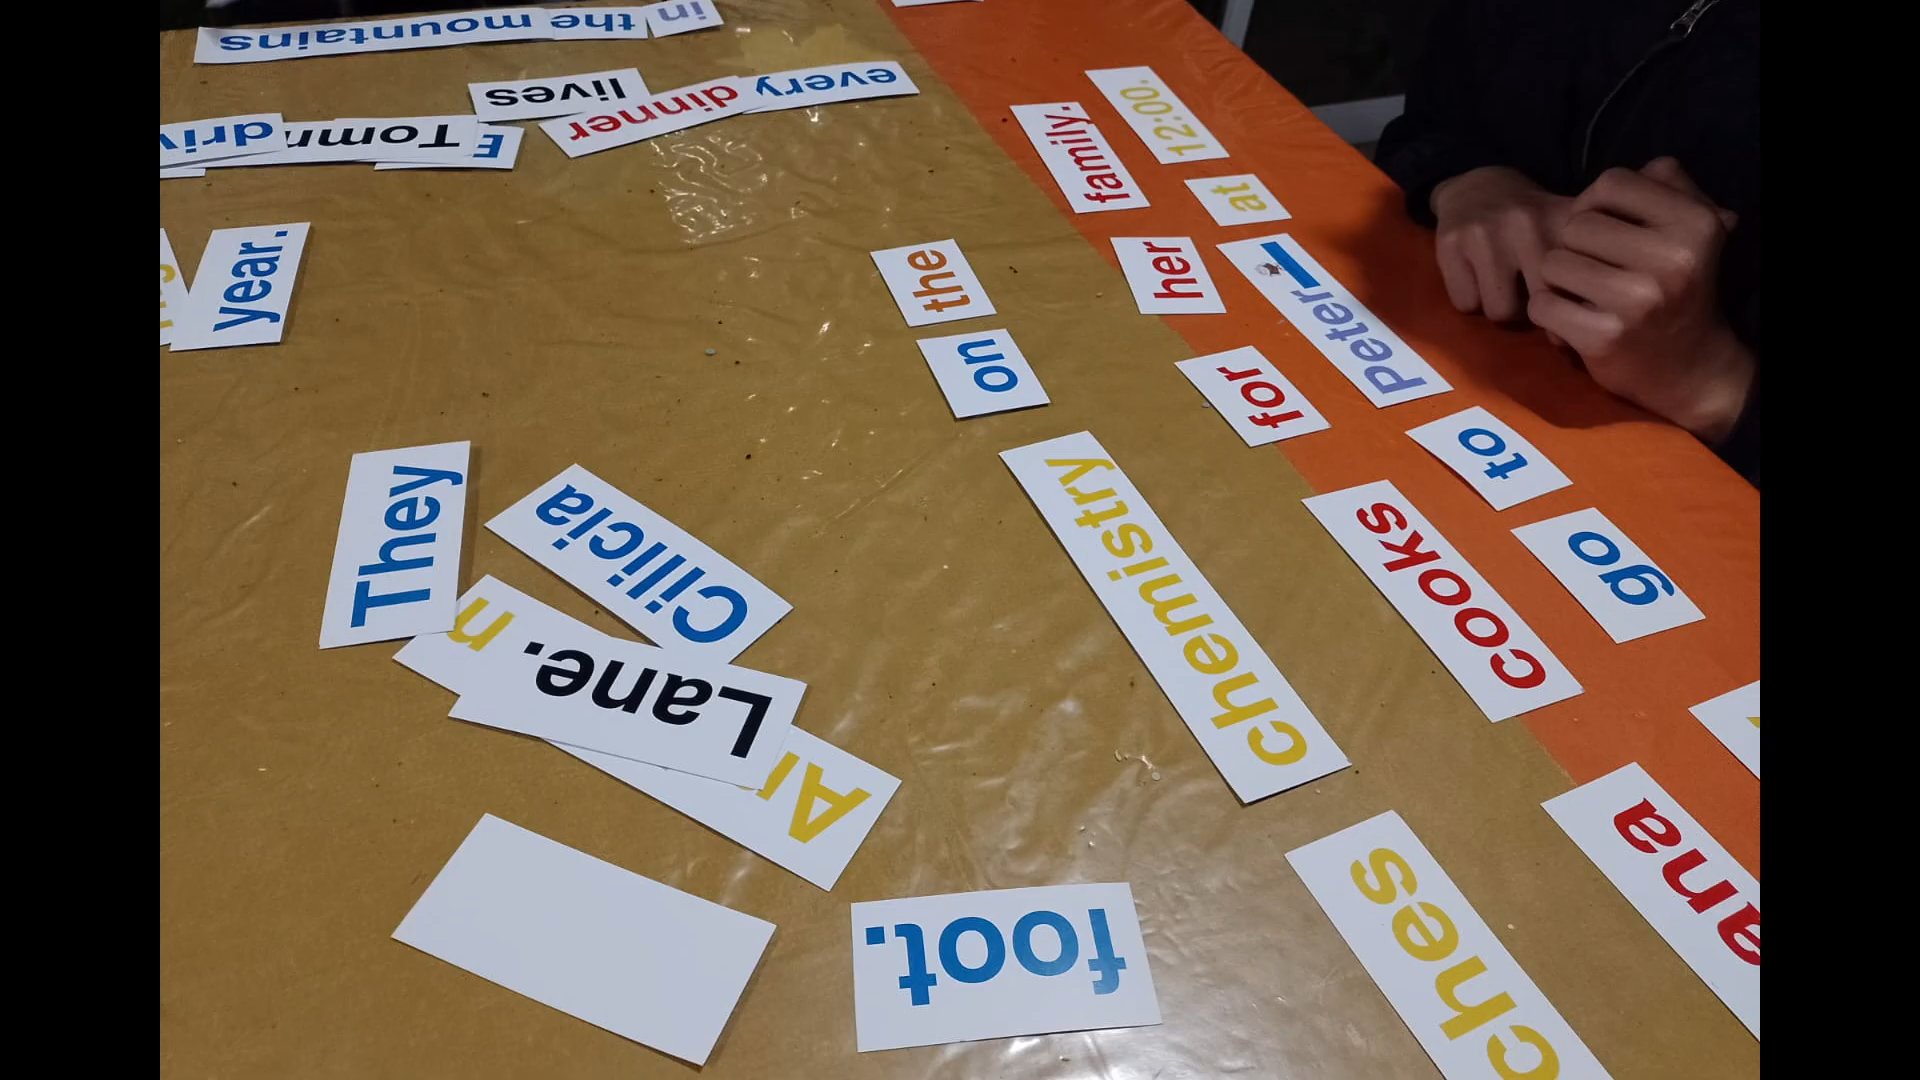 in the mountains
every dinner
lives
Tom
driv
year.
12:00.
at
Peter
to
go
family.
her
for
cooks
ana
the
on
chemistry
ches
They
Cilicia
Lane.
foot.